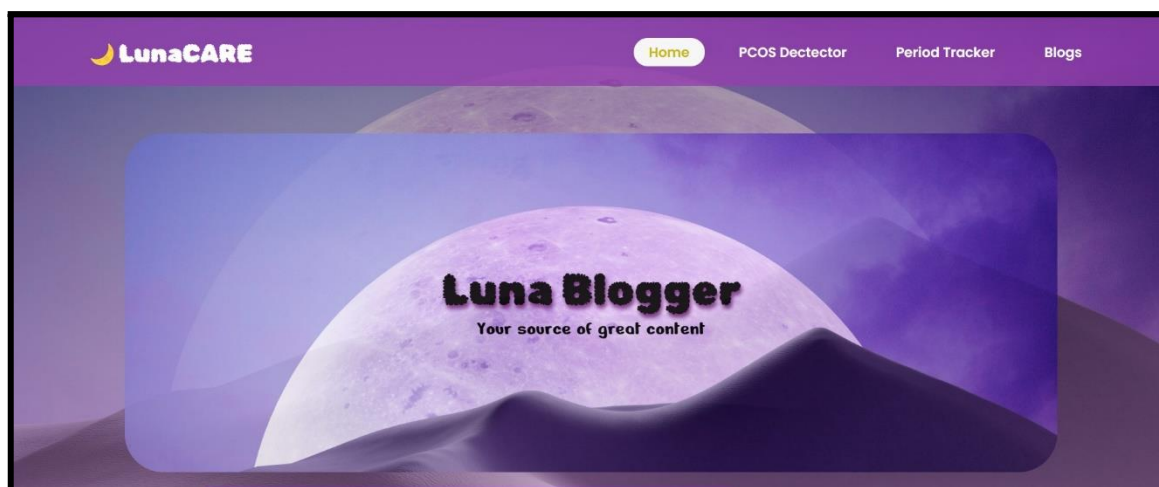 🌙 LunaCARE
Home PCOS Dectector Period Tracker Blogs
Luna Blogger
Your source of great content